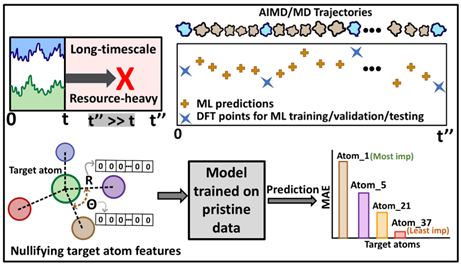 AIMD/MD Trajectories
Long-timescale
X
Resource-heavy
0 t t''>>t t''
ML predictions
DFT points for ML training/validation/testing
0 t''
Target atom
R
Θ
0-0-0
0-0-0
Nullifying target atom features
Model
trained on
pristine
data
Prediction
MAE
Atom_1 (Most imp)
Atom_5
Atom_21
Atom_37
(Least imp)
Target atoms